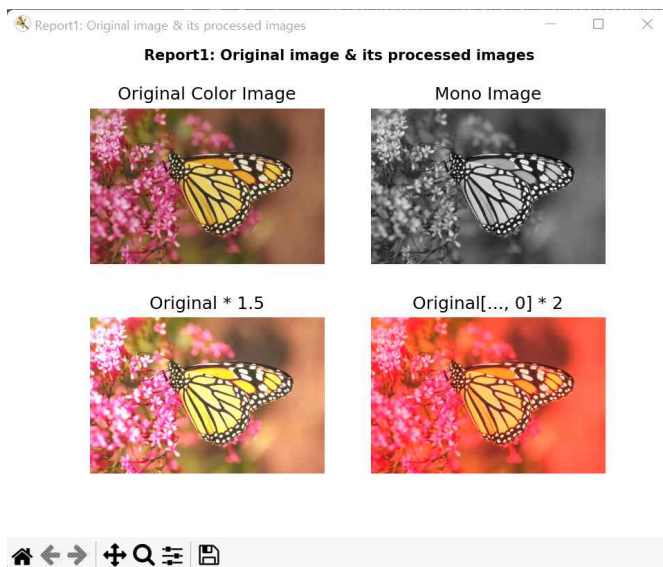 Report1: Original image & its processed images
Report1: Original image & its processed images
Original Color Image
Mono Image
Original * 1.5
Original[..., 0] * 2